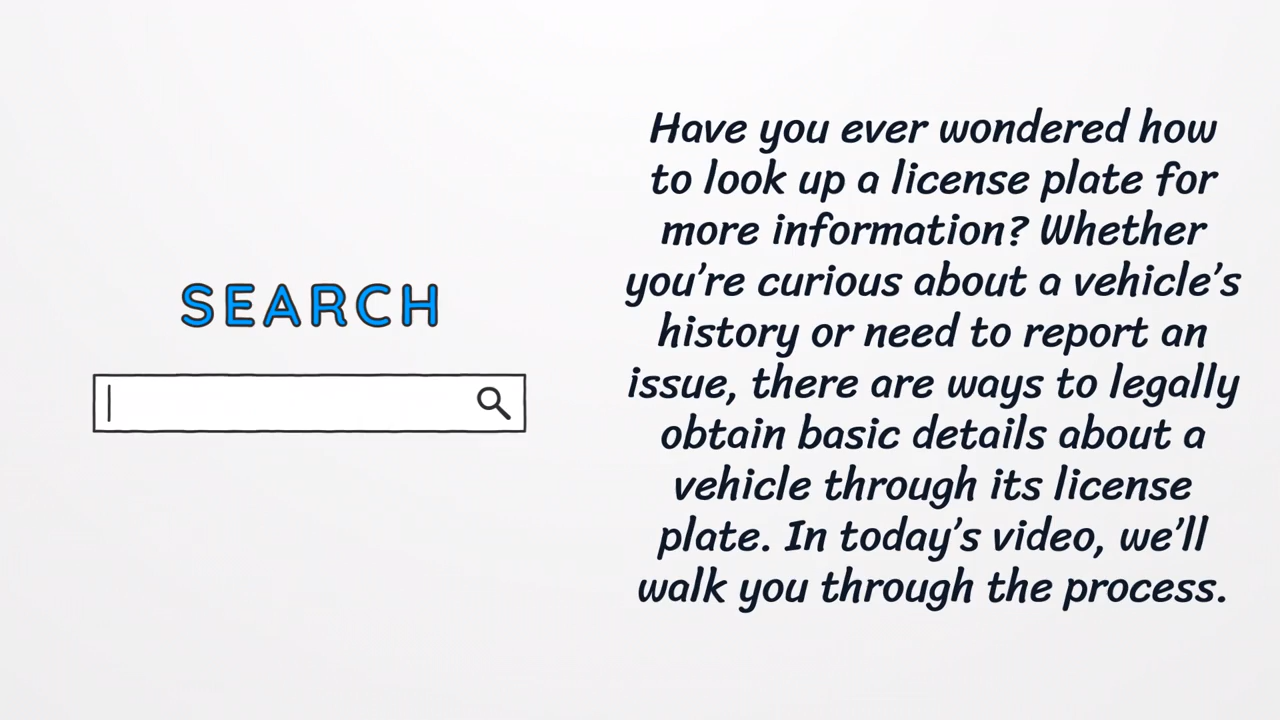 SEARCH
Have you ever wondered how
to look up a license plate for
more information? Whether
you're curious about a vehicle's
history or need to report an
issue, there are ways to legally
obtain basic details about a
vehicle through its license
plate. In today's video, we'll
walk you through the process.